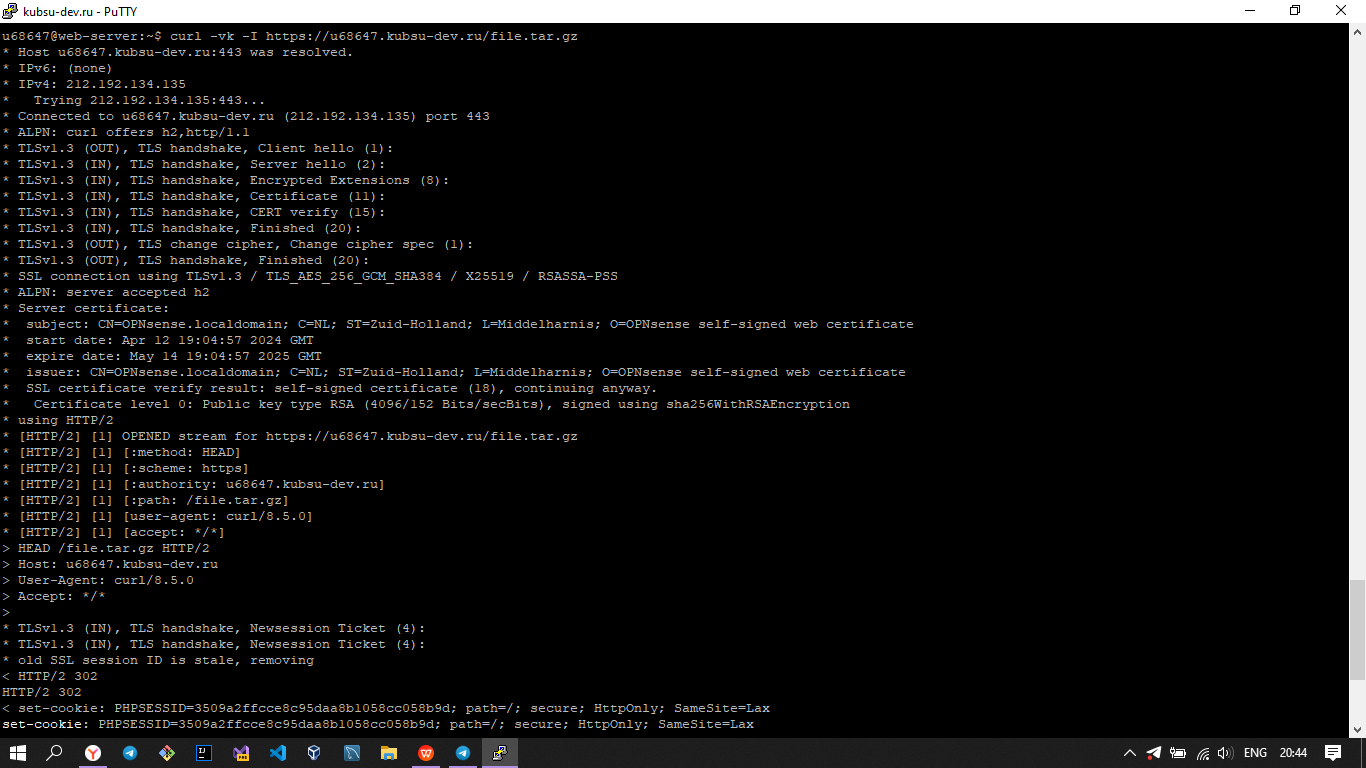 kubsu-dev.ru - PuTTY
u68647@web-server:~$ curl -vk -I https://u68647.kubsu-dev.ru/file.tar.gz
* Host u68647.kubsu-dev.ru:443 was resolved.
* IPv6: (none)
* IPv4: 212.192.134.135
*   Trying 212.192.134.135:443...
* Connected to u68647.kubsu-dev.ru (212.192.134.135) port 443
* ALPN: curl offers h2,http/1.1
* TLSv1.3 (OUT), TLS handshake, Client hello (1):
* TLSv1.3 (IN), TLS handshake, Server hello (2):
* TLSv1.3 (IN), TLS handshake, Encrypted Extensions (8):
* TLSv1.3 (IN), TLS handshake, Certificate (11):
* TLSv1.3 (IN), TLS handshake, CERT verify (15):
* TLSv1.3 (IN), TLS handshake, Finished (20):
* TLSv1.3 (OUT), TLS change cipher, Change cipher spec (1):
* TLSv1.3 (OUT), TLS handshake, Finished (20):
* SSL connection using TLSv1.3 / TLS_AES_256_GCM_SHA384 / X25519 / RSASSA-PSS
* ALPN: server accepted h2
* Server certificate:
*  subject: CN=OPNsense.localdomain; C=NL; ST=Zuid-Holland; L=Middelharnis; O=OPNsense self-signed web certificate
*  start date: Apr 12 19:04:57 2024 GMT
*  expire date: May 14 19:04:57 2025 GMT
*  issuer: CN=OPNsense.localdomain; C=NL; ST=Zuid-Holland; L=Middelharnis; O=OPNsense self-signed web certificate
*  SSL certificate verify result: self-signed certificate (18), continuing anyway.
*   Certificate level 0: Public key type RSA (4096/152 Bits/secBits), signed using sha256WithRSAEncryption
* using HTTP/2
* [HTTP/2] [1] OPENED stream for https://u68647.kubsu-dev.ru/file.tar.gz
* [HTTP/2] [1] [:method: HEAD]
* [HTTP/2] [1] [:scheme: https]
* [HTTP/2] [1] [:authority: u68647.kubsu-dev.ru]
* [HTTP/2] [1] [:path: /file.tar.gz]
* [HTTP/2] [1] [user-agent: curl/8.5.0]
* [HTTP/2] [1] [accept: */*]
> HEAD /file.tar.gz HTTP/2
> Host: u68647.kubsu-dev.ru
> User-Agent: curl/8.5.0
> Accept: */*
>
* TLSv1.3 (IN), TLS handshake, Newsession Ticket (4):
* TLSv1.3 (IN), TLS handshake, Newsession Ticket (4):
* old SSL session ID is stale, removing
< HTTP/2 302
HTTP/2 302
< set-cookie: PHPSESSID=3509a2ffcce8c95daa8b1058cc058b9d; path=/; secure; HttpOnly; SameSite=Lax
set-cookie: PHPSESSID=3509a2ffcce8c95daa8b1058cc058b9d; path=/; secure; HttpOnly; SameSite=Lax
ENG 20:44